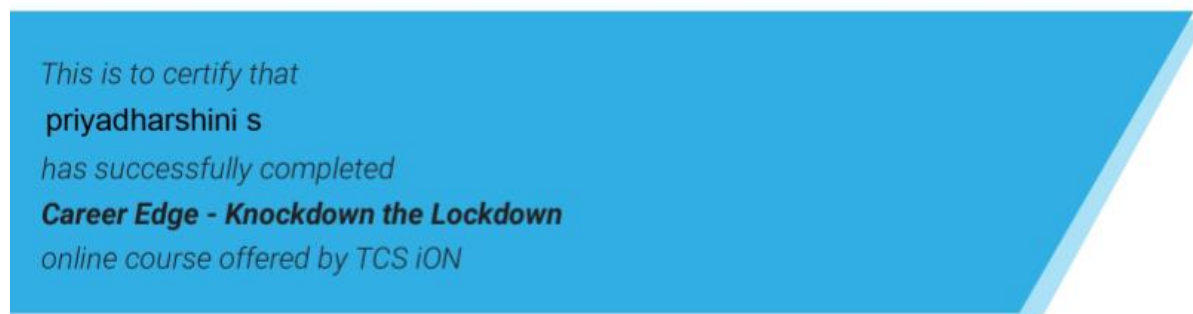 This is to certify that
priyadharshini s
has successfully completed
Career Edge - Knockdown the Lockdown
online course offered by TCS iON